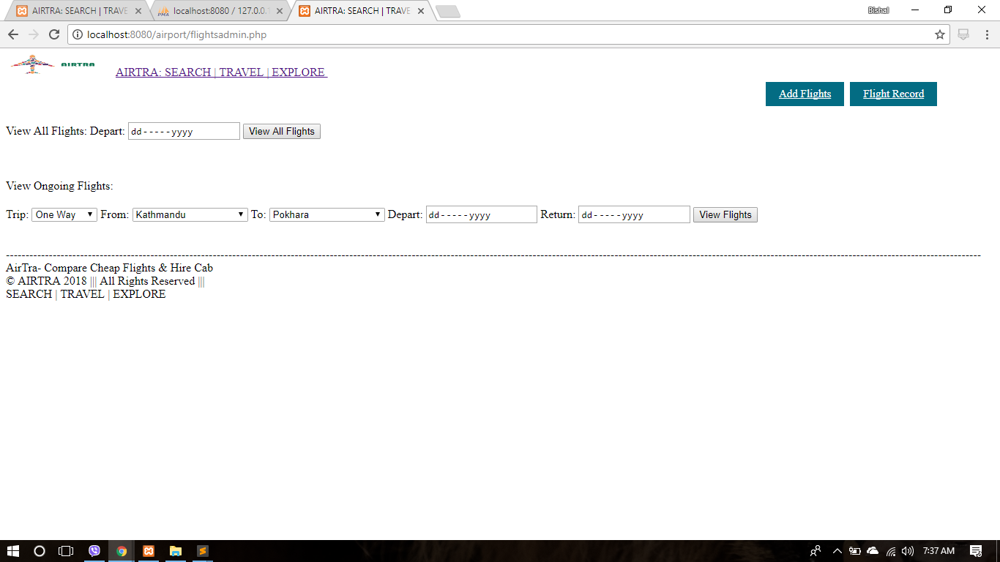 AIRTRA: SEARCH | TRAVE
localhost:8080 / 127.0.0.1
AIRTRA: SEARCH | TRAVE
Bishal
localhost:8080/airport/flightsadmin.php
AIRTRA
AIRTRA: SEARCH | TRAVEL | EXPLORE
Add Flights
Flight Record
View All Flights: Depart: dd-----yyyy View All Flights
View Ongoing Flights:
Trip: One Way From: Kathmandu To: Pokhara Depart: dd-----yyyy Return: dd-----yyyy View Flights
AirTra- Compare Cheap Flights & Hire Cab
© AIRTRA 2018 ||| All Rights Reserved |||
SEARCH | TRAVEL | EXPLORE
7:37 AM